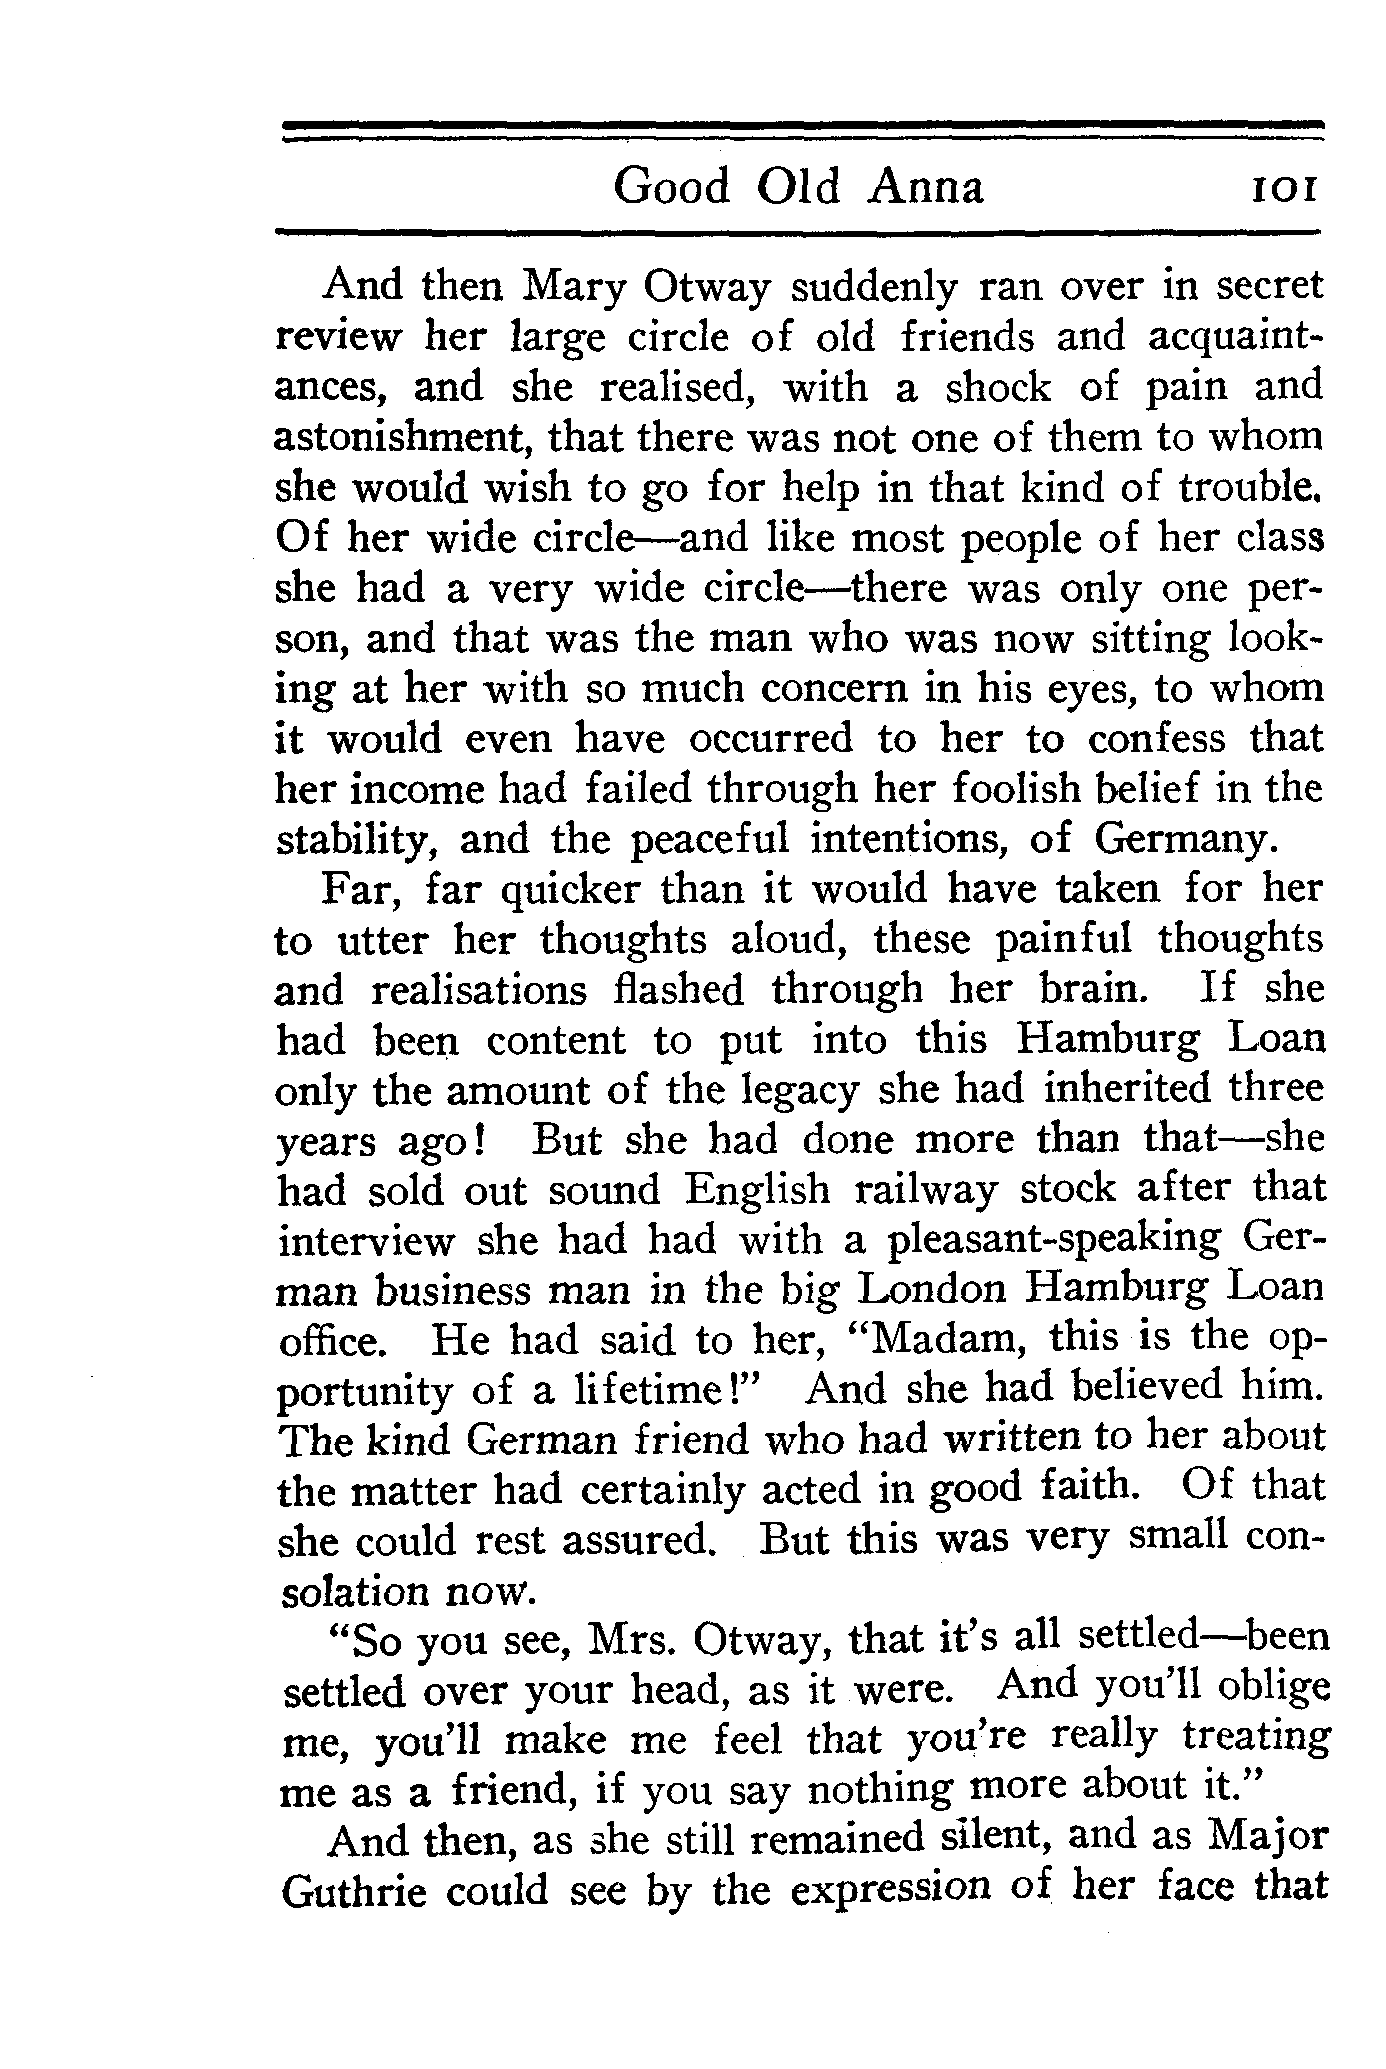 Good Old Anna 101
And then Mary Otway suddenly ran over in secret
review her large circle of old friends and acquaint-
ances, and she realised, with a shock of pain and
astonishment, that there was not one of them to whom
she would wish to go for help in that kind of trouble.
Of her wide circle—and like most people of her class
she had a very wide circle—there was only one per-
son, and that was the man who was now sitting look-
ing at her with so much concern in his eyes, to whom
it would even have occurred to her to confess that
her income had failed through her foolish belief in the
stability, and the peaceful intentions, of Germany.
Far, far quicker than it would have taken for her
to utter her thoughts aloud, these painful thoughts
and realisations flashed through her brain. If she
had been content to put into this Hamburg Loan
only the amount of the legacy she had inherited three
years ago! But she had done more than that—she
had sold out sound English railway stock after that
interview she had had with a pleasant-speaking Ger-
man business man in the big London Hamburg Loan
office. He had said to her, “Madam, this is the op-
portunity of a lifetime!” And she had believed him.
The kind German friend who had written to her about
the matter had certainly acted in good faith. Of that
she could rest assured. But this was very small con-
solation now.
“So you see, Mrs. Otway, that it’s all settled—been
settled over your head, as it were. And you’ll oblige
me, you’ll make me feel that you’re really treating
me as a friend, if you say nothing more about it.”
And then, as she still remained silent, and as Major
Guthrie could see by the expression of her face that